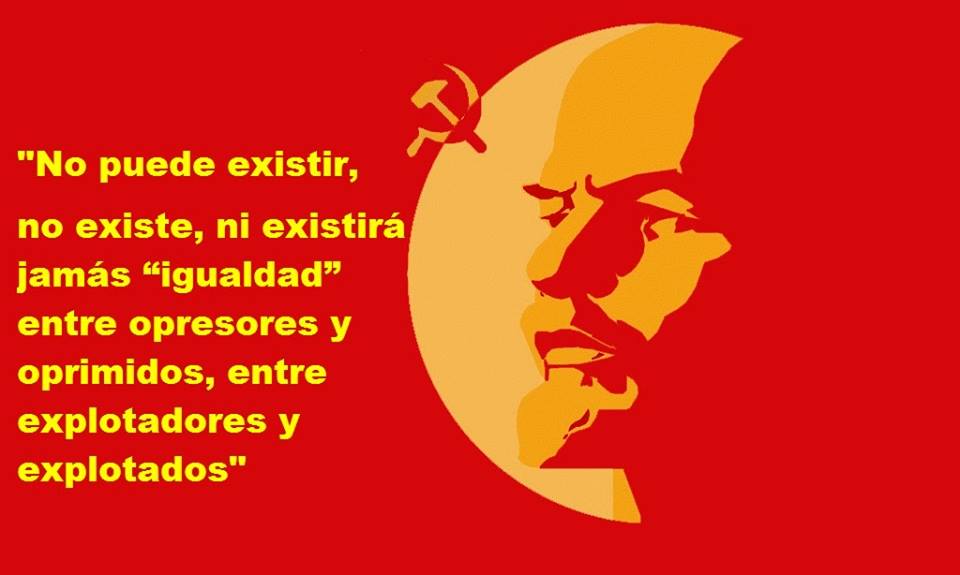 "No puede existir,
no existe, ni existirá
jamás “igualdad”
entre opresores y
oprimidos, entre
explotadores y
explotados"